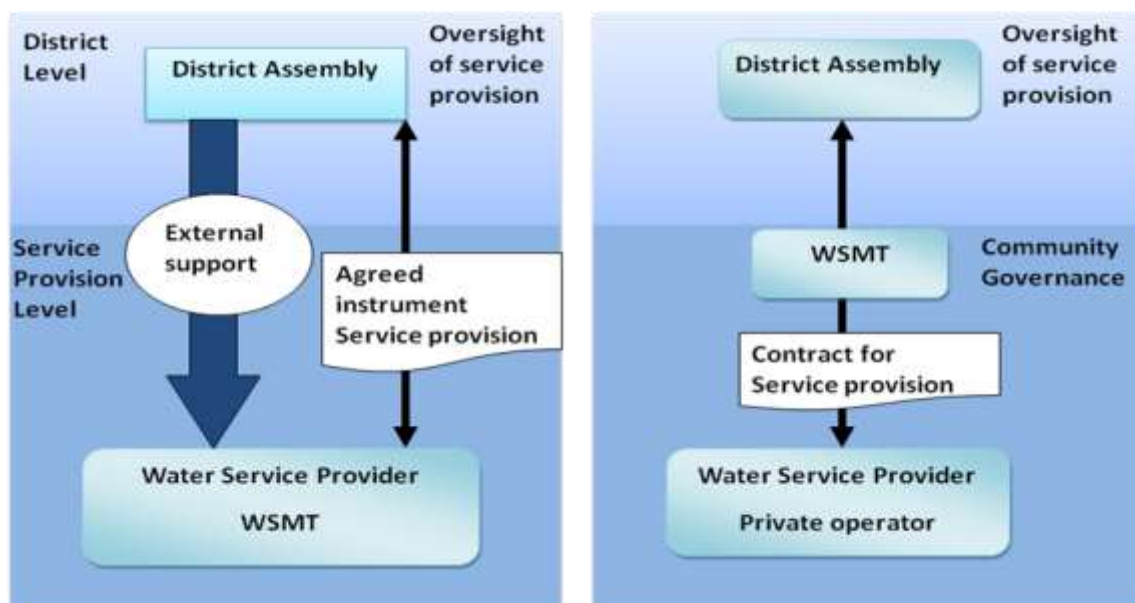 District
Level
District Assembly
Oversight
of service
provision
External
support
Service
Provision
Level
Agreed
instrument
Service provision
Water Service Provider
WSMT
District Assembly
Oversight
of service
provision
WSMT
Community
Governance
Contract for
Service provision
Water Service Provider
Private operator